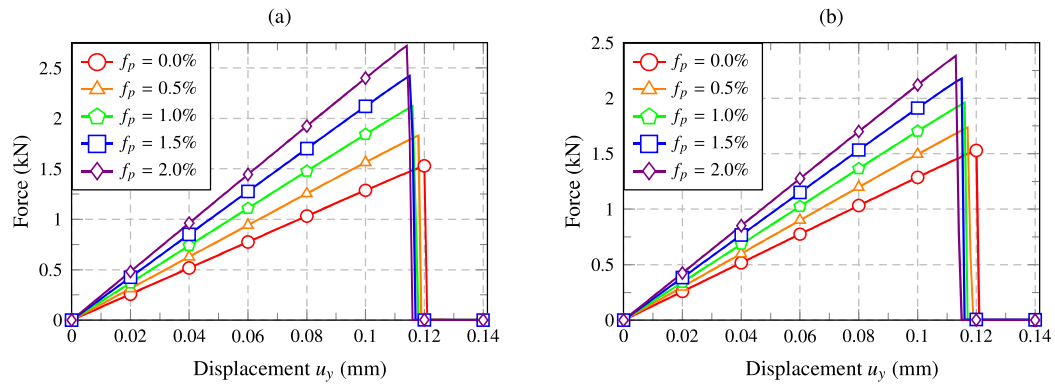 (a)
Force (kN)
2.5
2
1.5
1
0.5
0
f_p = 0.0%
f_p = 0.5%
f_p = 1.0%
f_p = 1.5%
f_p = 2.0%
0 0.02 0.04 0.06 0.08 0.1 0.12 0.14
Displacement u_y (mm)
(b)
Force (kN)
2.5
2
1.5
1
0.5
0
f_p = 0.0%
f_p = 0.5%
f_p = 1.0%
f_p = 1.5%
f_p = 2.0%
0 0.02 0.04 0.06 0.08 0.1 0.12 0.14
Displacement u_y (mm)